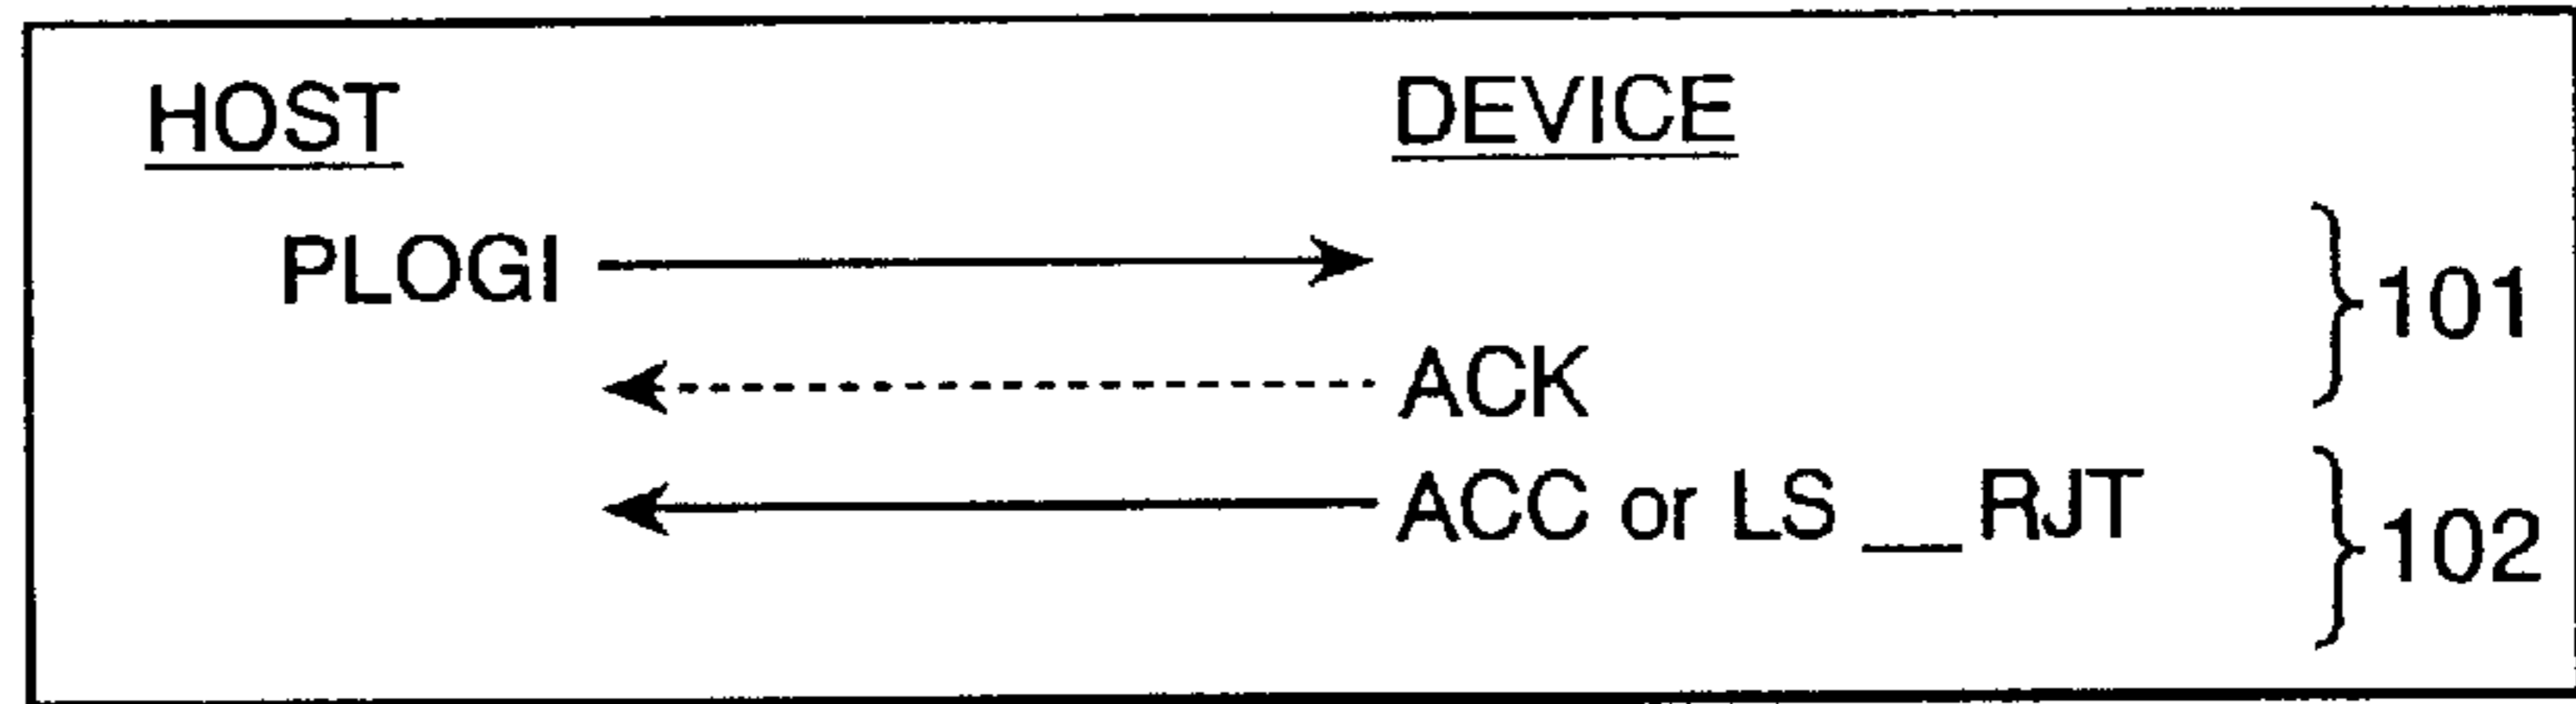 HOST DEVICE
PLOGI
101
ACK
ACC or LS __ RJT
102